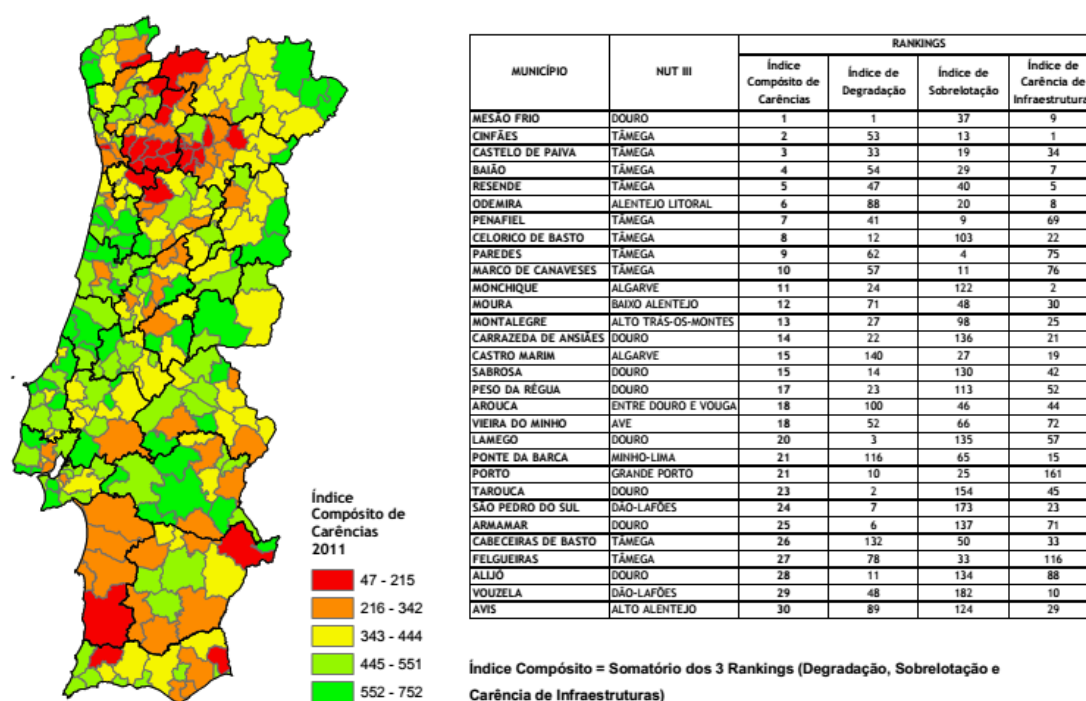 Índice
Compósito de
Carências
2011
47 - 215
216 - 342
343 - 444
445 - 551
552 - 752
RANKINGS
MUNICÍPIO NUT III Índice Compósito de Carências Índice de Degradação Índice de Sobrelotação Índice de Carência de Infraestrutura
MESÃO FRIO DOURO 1 1 37 9
CINFÃES TÂMEGA 2 53 13 1
CASTELO DE PAIVA TÂMEGA 3 33 19 34
BAIÃO TÂMEGA 4 54 29 7
RESENDE TÂMEGA 5 47 40 5
ODEMIRA ALENTEJO LITORAL 6 88 20 8
PENAFIEL TÂMEGA 7 41 9 69
CELORICO DE BASTO TÂMEGA 8 12 103 22
PAREDES TÂMEGA 9 62 4 75
MARCO DE CANAVESES TÂMEGA 10 57 11 76
MONCHIQUE ALGARVE 11 24 122 2
MOURA BAIXO ALENTEJO 12 71 48 30
MONTALEGRE ALTO TRÁS-OS-MONTES 13 27 98 25
CARRAZEDA DE ANSIÃES DOURO 14 22 136 21
CASTRO MARIM ALGARVE 15 140 27 19
SABROSA DOURO 15 14 130 42
PESO DA RÉGUA DOURO 17 23 113 52
AROUCA ENTRE DOURO E VOUGA 18 100 46 44
VIEIRA DO MINHO AVE 18 52 66 72
LAMEGO DOURO 20 3 135 57
PONTE DA BARCA MINHO-LIMA 21 116 65 15
PORTO GRANDE PORTO 21 10 25 161
TAROUCA DOURO 23 2 154 45
SÃO PEDRO DO SUL DÃO-LAFÕES 24 7 173 23
ARMAMAR DOURO 25 6 137 71
CABECEIRAS DE BASTO TÂMEGA 26 132 50 33
FELGUEIRAS TÂMEGA 27 78 33 116
ALIJÓ DOURO 28 11 134 88
VOUZELA DÃO-LAFÕES 29 48 182 10
AVIS ALTO ALENTEJO 30 89 124 29
Índice Compósito = Somatório dos 3 Rankings (Degradação, Sobrelotação e
Carência de Infraestruturas)